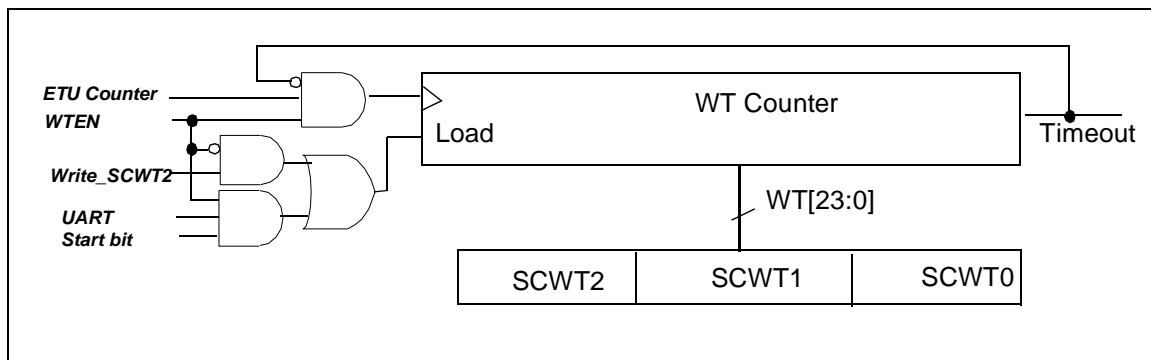 ETU Counter
WTEN
Write_SCWT2
UART
Start bit
WT Counter
Load
Timeout
WT[23:0]
SCWT2
SCWT1
SCWT0